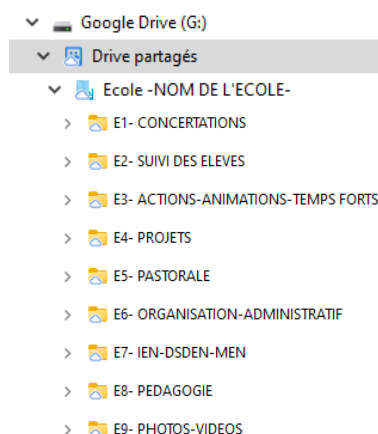 Google Drive (G:)
Drive partagés
Ecole -NOM DE L'ECOLE-
E1- CONCERTATIONS
E2- SUIVI DES ELEVES
E3- ACTIONS-ANIMATIONS-TEMPS FORTS
E4- PROJETS
E5- PASTORALE
E6- ORGANISATION-ADMINISTRATIF
E7- IEN-DSDEN-MEN
E8- PEDAGOGIE
E9- PHOTOS-VIDEOS